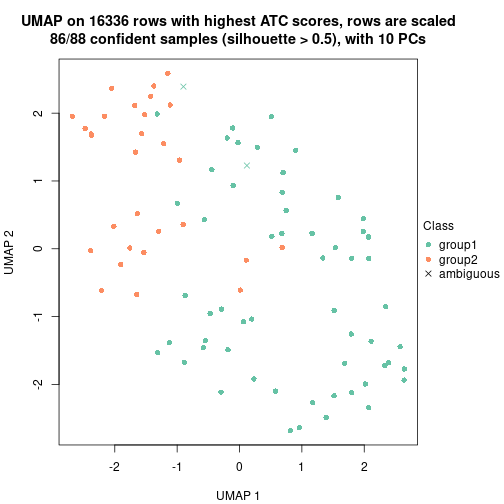 UMAP on 16336 rows with highest ATC scores, rows are scaled
86/88 confident samples (silhouette > 0.5), with 10 PCs
UMAP 2
2
1
0
-1
-2
-2
-1
0
1
2
UMAP 1
Class
group1
group2
ambiguous